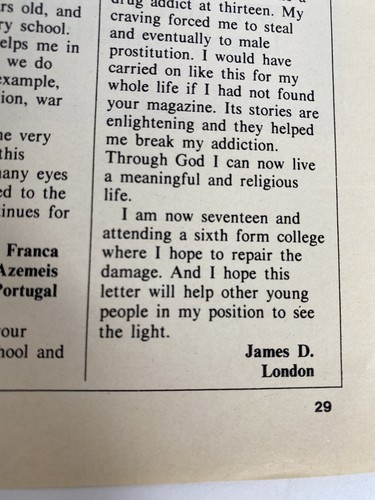 rs old, and
ry school.
elps me in
we do
example,
ion, war
ne very
this
nany eyes
ed to the
tinues for
Franca
Azemeis
Portugal
our
hool and
drug addict at thirteen. My
craving forced me to steal
and eventually to male
prostitution. I would have
carried on like this for my
whole life if I had not found
your magazine. Its stories are
enlightening and they helped
me break my addiction.
Through God I can now live
a meaningful and religious
life.
I am now seventeen and
attending a sixth form college
where I hope to repair the
damage. And I hope this
letter will help other young
people in my position to see
the light.
James D.
London
29